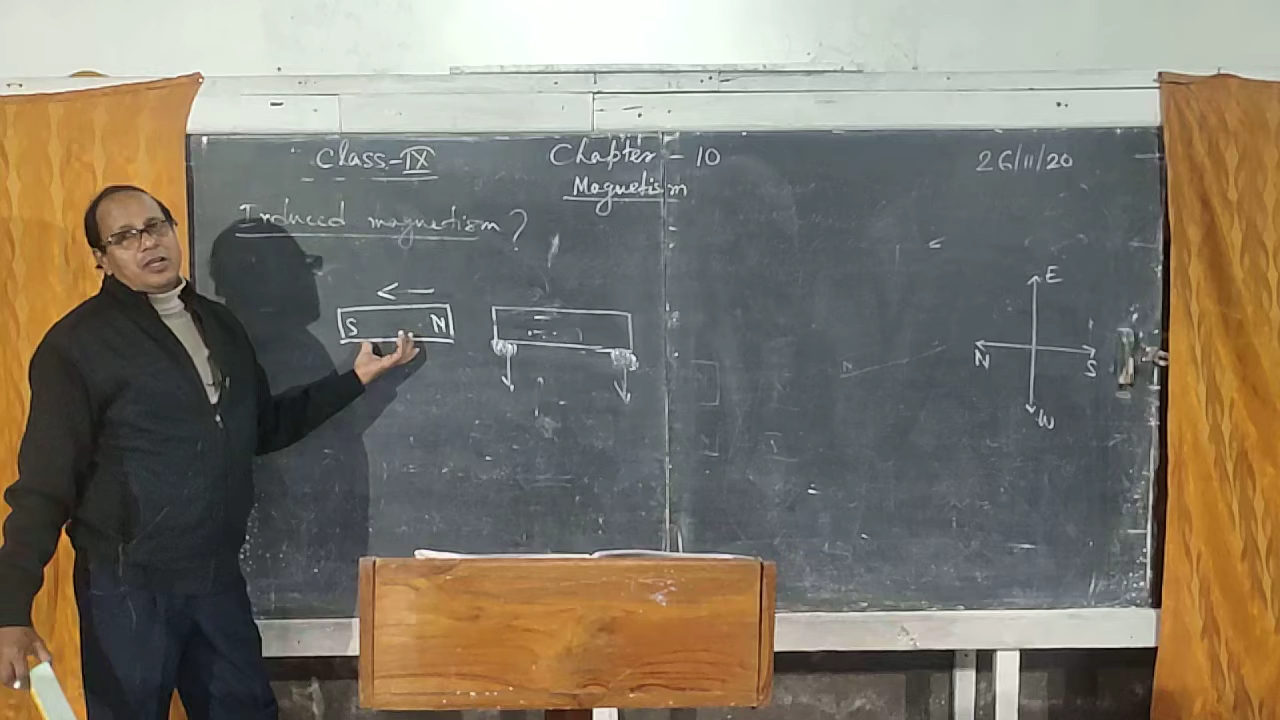 Class-IX
Chapter - 10
26/11/20
Magnetism
Induced magnetism?
S N
E
N S
W